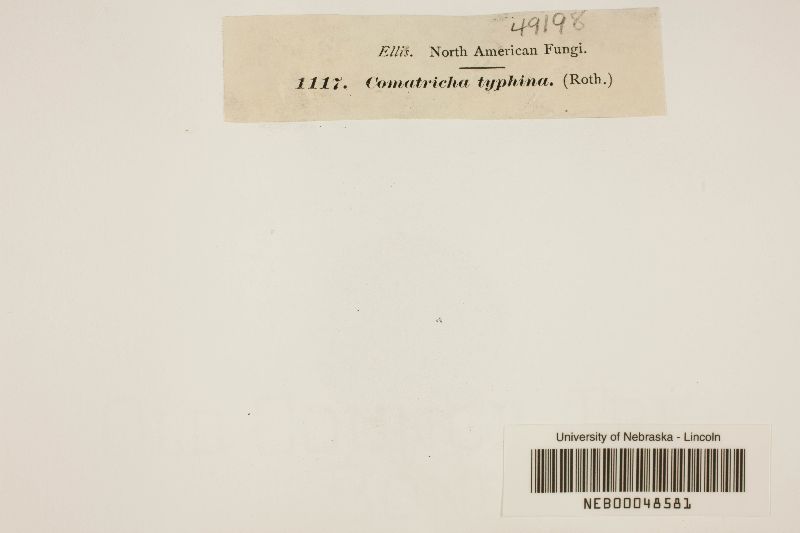 49198
Ellis. North American Fungi.
1117. Comatricha typhina. (Roth.)
University of Nebraska - Lincoln
NEB00048581